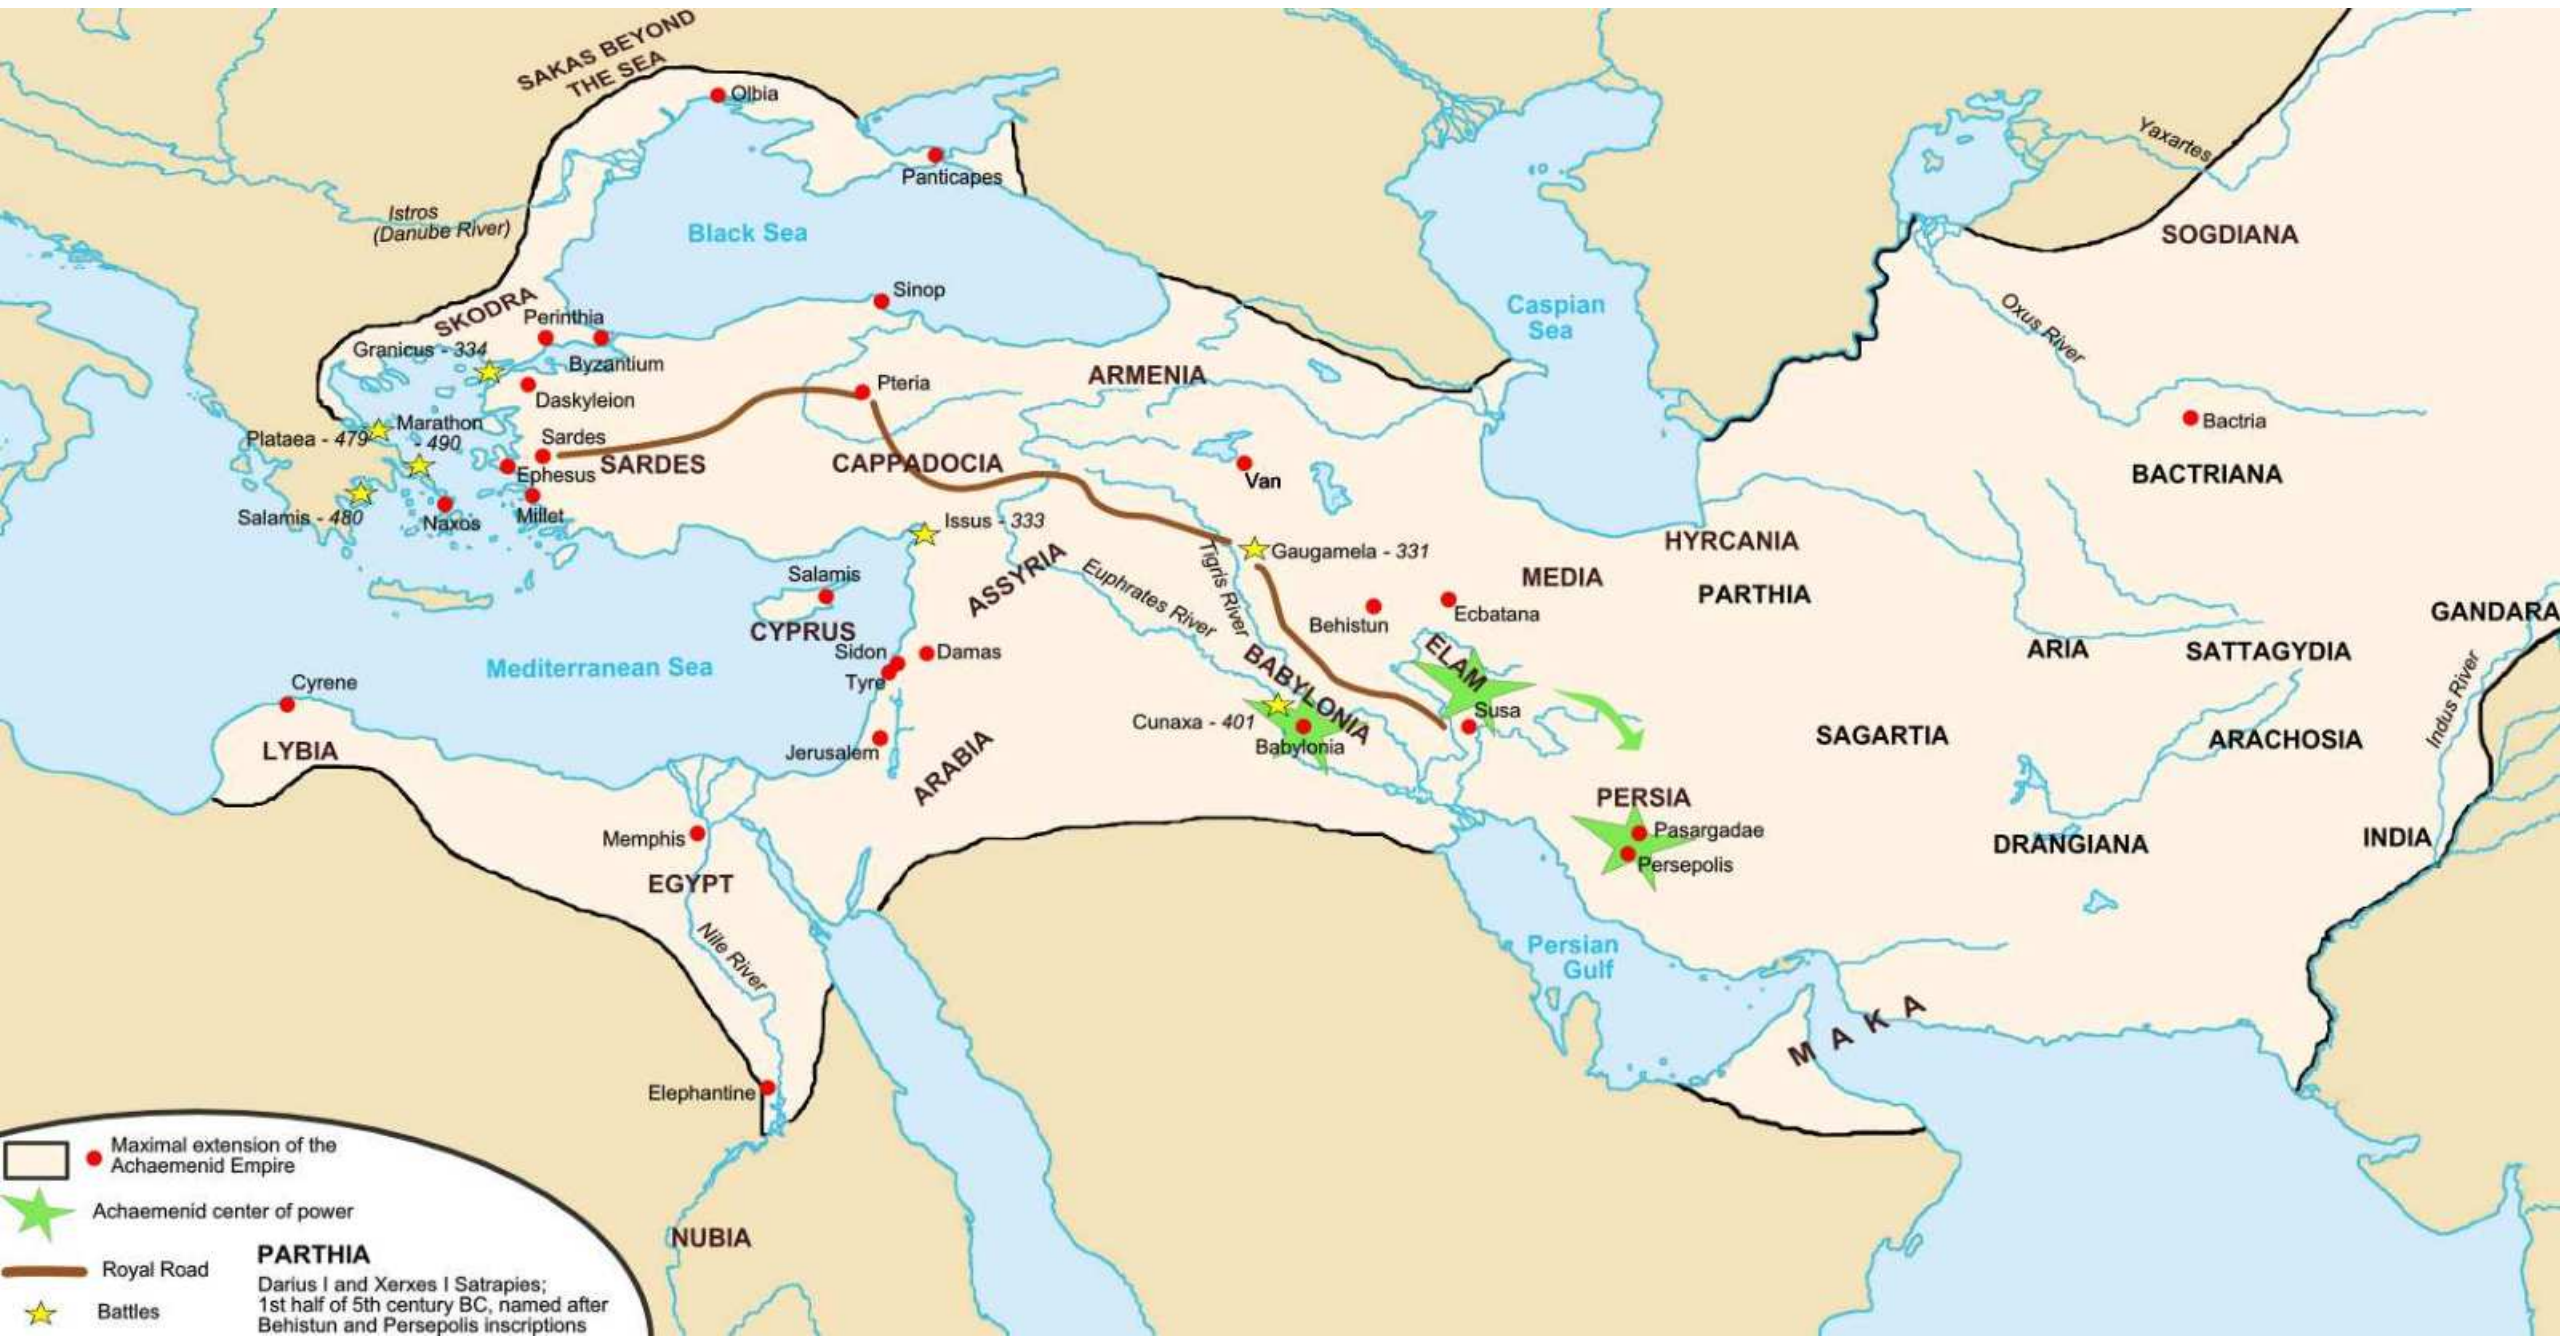 SAKAS BEYOND
THE SEA
Olbia
Panticapes
Yaxartes
Istros
(Danube River)
Black Sea
SOGDIANA
SKODRA
Sinop
Caspian
Sea
Oxus River
Perinthia
Granicus - 334
Byzantium
ARMENIA
Pteria
Daskyleion
Bactria
Marathon
- 490
Plataea - 479
Sardes
SARDES
CAPPADOCIA
Ephesus
Van
BACTRIANA
Salamis - 480
Naxos
Millet
Issus - 333
HYRCANIA
Gaugamela - 331
Tigris River
ASSYRIA
Euphrates River
MEDIA
PARTHIA
Salamis
CYPRUS
Behistun
Ecbatana
GANDARA
ELAM
ARIA
SATTAGYDIA
Sidon
Damas
Mediterranean Sea
Tyre
BABYLONIA
Indus River
Cyrene
Cunaxa - 401
Susa
LYBIA
Jerusalem
ARABIA
Babylonia
SAGARTIA
ARACHOSIA
PERSIA
Memphis
Pasargadae
Persepolis
DRANGIANA
INDIA
EGYPT
Nile River
Persian
Gulf
MAKA
Elephantine
NUBIA
Maximal extension of the
Achaemenid Empire
Achaemenid center of power
Royal Road
Battles
PARTHIA
Darius I and Xerxes I Satrapies;
1st half of 5th century BC, named after
Behistun and Persepolis inscriptions